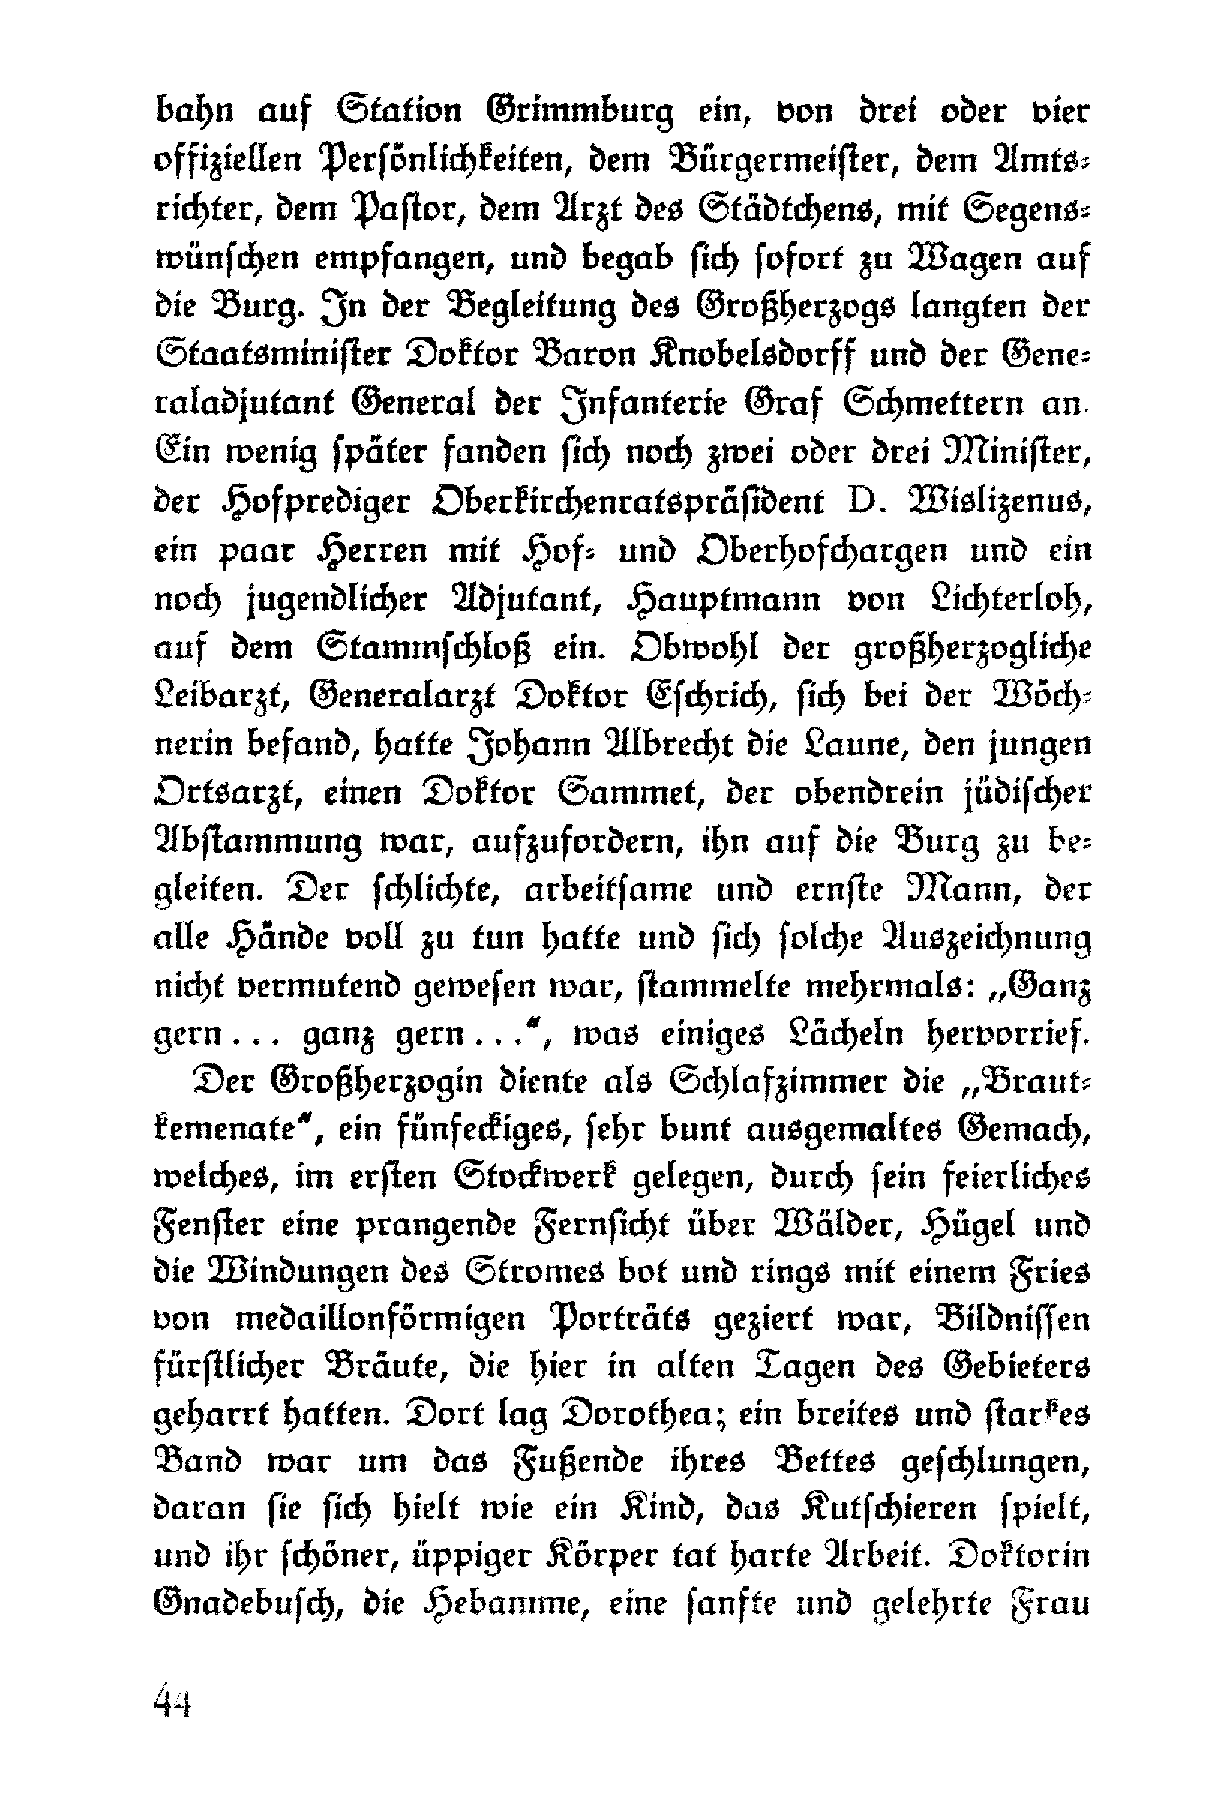 bahn auf Station Grimmburg ein, von drei oder vier
offiziellen Persönlichkeiten, dem Bürgermeister, dem Amts-
richter, dem Pastor, dem Arzt des Städtchens, mit Segens-
wünschen empfangen, und begab sich sofort zu Wagen auf
die Burg. In der Begleitung des Großherzogs langten der
Staatsminister Doktor Baron Knobelsdorff und der Gene-
raladjutant General der Infanterie Graf Schmettern an.
Ein wenig später fanden sich noch zwei oder drei Minister,
der Hofprediger Oberkirchenratspräsident D. Wislizenus,
ein paar Herren mit Hof- und Oberhofchargen und ein
noch jugendlicher Adjutant, Hauptmann von Lichterloh,
auf dem Stammschloß ein. Obwohl der großherzogliche
Leibarzt, Generalarzt Doktor Eschrich, sich bei der Wöch-
nerin befand, hatte Johann Albrecht die Laune, den jungen
Ortsarzt, einen Doktor Sammet, der obendrein jüdischer
Abstammung war, aufzufordern, ihn auf die Burg zu be-
gleiten. Der schlichte, arbeitsame und ernste Mann, der
alle Hände voll zu tun hatte und sich solche Auszeichnung
nicht vermutend gewesen war, stammelte mehrmals: „Ganz
gern ... ganz gern ...“, was einiges Lächeln hervorrief.
Der Großherzogin diente als Schlafzimmer die „Braut-
kemenate“, ein fünfeckiges, sehr bunt ausgemaltes Gemach,
welches, im ersten Stockwerk gelegen, durch sein feierliches
Fenster eine prangende Fernsicht über Wälder, Hügel und
die Windungen des Stromes bot und rings mit einem Fries
von medaillonförmigen Porträts geziert war, Bildnissen
fürstlicher Bräute, die hier in alten Tagen des Gebieters
geharrt hatten. Dort lag Dorothea; ein breites und starkes
Band war um das Fußende ihres Bettes geschlungen,
daran sie sich hielt wie ein Kind, das Kutschieren spielt,
und ihr schöner, üppiger Körper tat harte Arbeit. Doktorin
Gnadebusch, die Hebamme, eine sanfte und gelehrte Frau
44